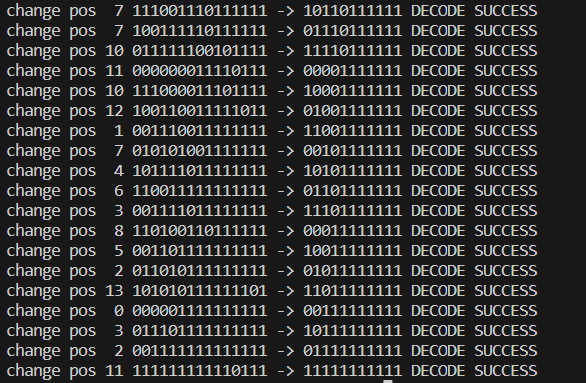 change pos  7 111001110111111 -> 10110111111 DECODE SUCCESS
change pos  7 100111101111111 -> 01110111111 DECODE SUCCESS
change pos 10 011111100101111 -> 11110111111 DECODE SUCCESS
change pos 11 000000011110111 -> 00001111111 DECODE SUCCESS
change pos 10 111000011101111 -> 10001111111 DECODE SUCCESS
change pos 12 100110011111011 -> 01001111111 DECODE SUCCESS
change pos  1 001110011111111 -> 11001111111 DECODE SUCCESS
change pos  7 010101001111111 -> 00101111111 DECODE SUCCESS
change pos  4 101111011111111 -> 10101111111 DECODE SUCCESS
change pos  6 110011111111111 -> 01101111111 DECODE SUCCESS
change pos  3 001111011111111 -> 11101111111 DECODE SUCCESS
change pos  8 110100110111111 -> 00011111111 DECODE SUCCESS
change pos  5 001101111111111 -> 10011111111 DECODE SUCCESS
change pos  2 011010111111111 -> 01011111111 DECODE SUCCESS
change pos 13 101010111111101 -> 11011111111 DECODE SUCCESS
change pos  0 000001111111111 -> 00111111111 DECODE SUCCESS
change pos  3 011101111111111 -> 10111111111 DECODE SUCCESS
change pos  2 001111111111111 -> 01111111111 DECODE SUCCESS
change pos 11 111111111110111 -> 11111111111 DECODE SUCCESS